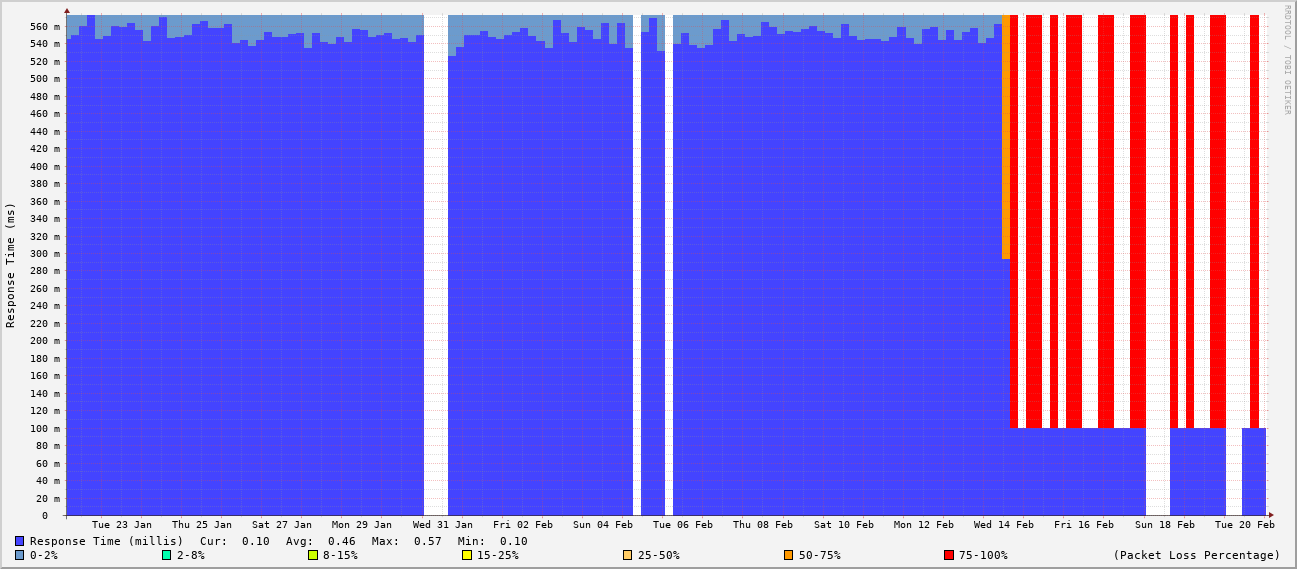 RRDTOOL / TOBI OETIKER
Response Time (ms)
560 m
540 m
520 m
500 m
480 m
460 m
440 m
420 m
400 m
380 m
360 m
340 m
320 m
300 m
280 m
260 m
240 m
220 m
200 m
180 m
160 m
140 m
120 m
100 m
80 m
60 m
40 m
20 m
0
Tue 23 Jan Thu 25 Jan Sat 27 Jan Mon 29 Jan Wed 31 Jan Fri 02 Feb Sun 04 Feb Tue 06 Feb Thu 08 Feb Sat 10 Feb Mon 12 Feb Wed 14 Feb Fri 16 Feb Sun 18 Feb Tue 20 Feb
Response Time (millis) Cur: 0.10 Avg: 0.46 Max: 0.57 Min: 0.10
0-2% 2-8% 8-15% 15-25% 25-50% 50-75% 75-100% (Packet Loss Percentage)